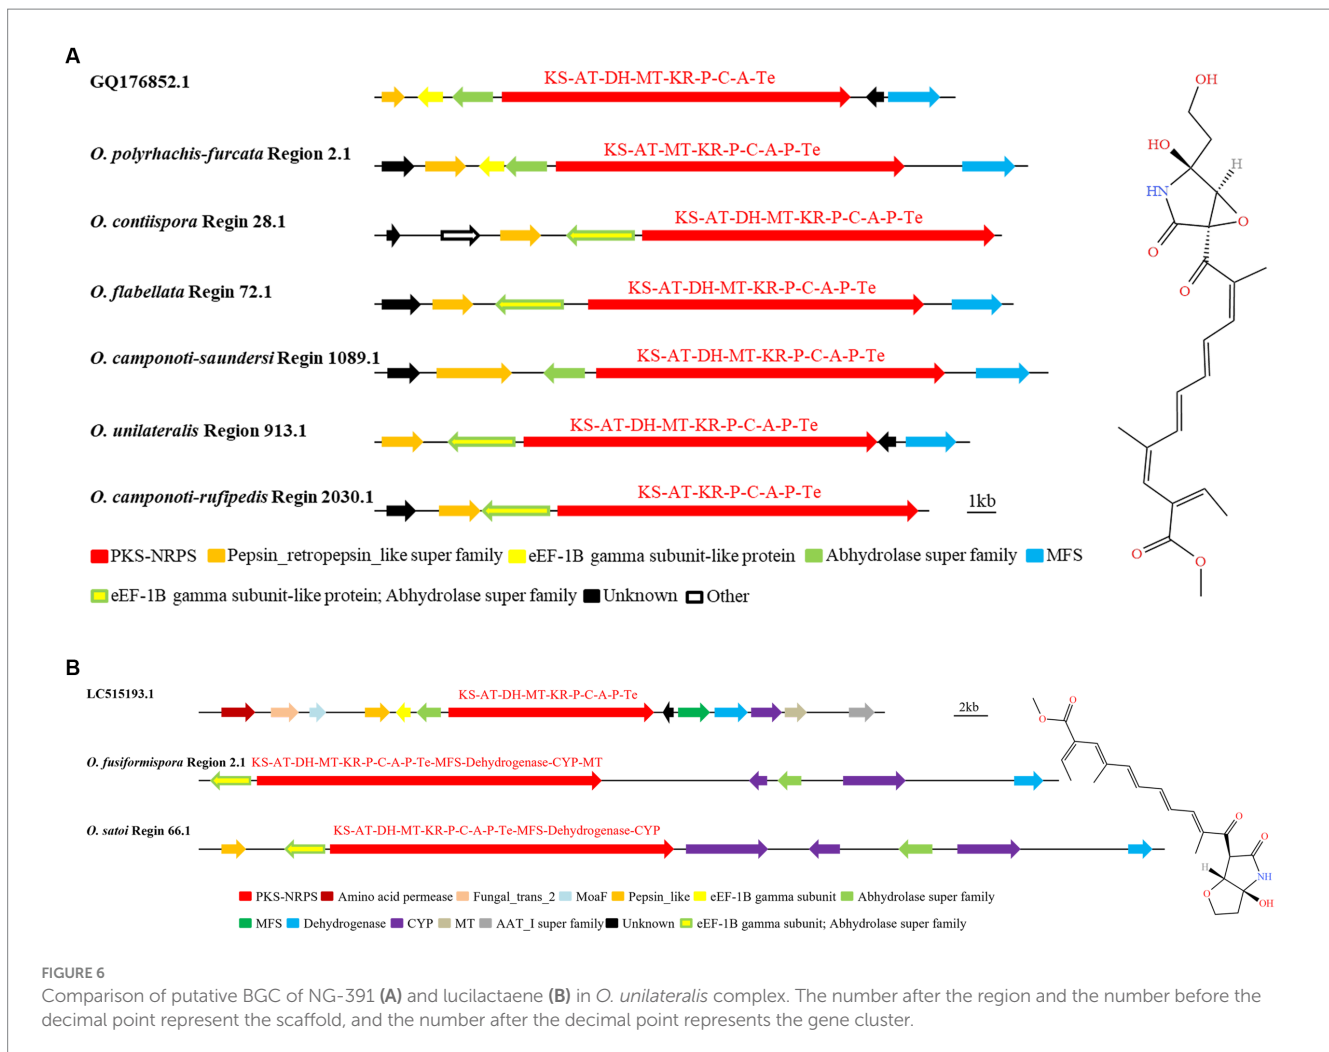 A
GQ176852.1
KS-AT-DH-MT-KR-P-C-A-Te
O. polyrhachis-furcata Region 2.1
KS-AT-MT-KR-P-C-A-P-Te
O. contiispora Regin 28.1
KS-AT-DH-MT-KR-P-C-A-P-Te
O. flabellata Regin 72.1
KS-AT-DH-MT-KR-P-C-A-P-Te
O. camponoti-saundersi Regin 1089.1
KS-AT-DH-MT-KR-P-C-A-P-Te
O. unilateralis Region 913.1
KS-AT-DH-MT-KR-P-C-A-P-Te
O. camponoti-rufipedis Regin 2030.1
KS-AT-KR-P-C-A-P-Te
1kb
PKS-NRPS Pepsin_retropepsin_like super family eEF-1B gamma subunit-like protein Abhydrolase super family MFS
eEF-1B gamma subunit-like protein; Abhydrolase super family Unknown Other
OH
HO
H
HN
O
O
O
O
O
B
LC515193.1
KS-AT-DH-MT-KR-P-C-A-P-Te
2kb
O. fusiformispora Region 2.1 KS-AT-DH-MT-KR-P-C-A-P-Te-MFS-Dehydrogenase-CYP-MT
O. satoi Regin 66.1
KS-AT-DH-MT-KR-P-C-A-P-Te-MFS-Dehydrogenase-CYP
PKS-NRPS Amino acid permease Fungal_trans_2 MoaF Pepsin_like eEF-1B gamma subunit Abhydrolase super family
MFS Dehydrogenase CYP MT AAT_I super family Unknown eEF-1B gamma subunit; Abhydrolase super family
O
O
O
O
H
NH
O
OH
FIGURE 6
Comparison of putative BGC of NG-391 (A) and lucilactaene (B) in O. unilateralis complex. The number after the region and the number before the
decimal point represent the scaffold, and the number after the decimal point represents the gene cluster.